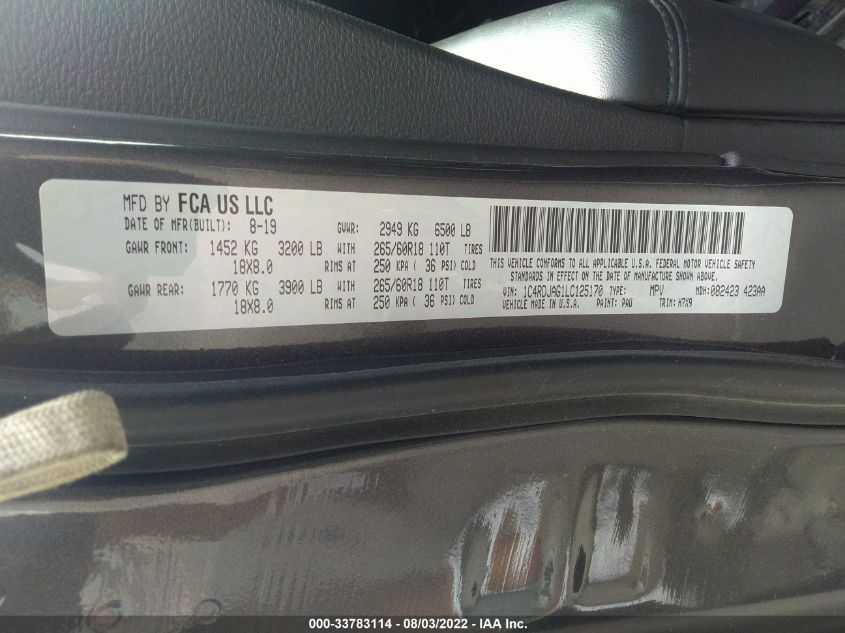 MFD BY FCA US LLC
DATE OF MFR(BUILT): 8-19 GVWR: 2949 KG 6500 LB
GAWR FRONT: 1452 KG 3200 LB WITH 265/60R18 110T TIRES
18X8.0 RIMS AT 250 KPA ( 36 PSI) COLD
GAWR REAR: 1770 KG 3900 LB WITH 265/60R18 110T TIRES
18X8.0 RIMS AT 250 KPA ( 36 PSI) COLD
THIS VEHICLE CONFORMS TO ALL APPLICABLE U.S.A. FEDERAL MOTOR VEHICLE SAFETY
STANDARDS IN EFFECT ON THE DATE OF MANUFACTURE SHOWN ABOVE.
VIN: 1C4RDJAG1LC125170 TYPE: MPV MDH: 082423 423AA
VEHICLE MADE IN U.S.A. PAINT: PAU TRIM: A7X9
000-33783114 - 08/03/2022 - IAA Inc.